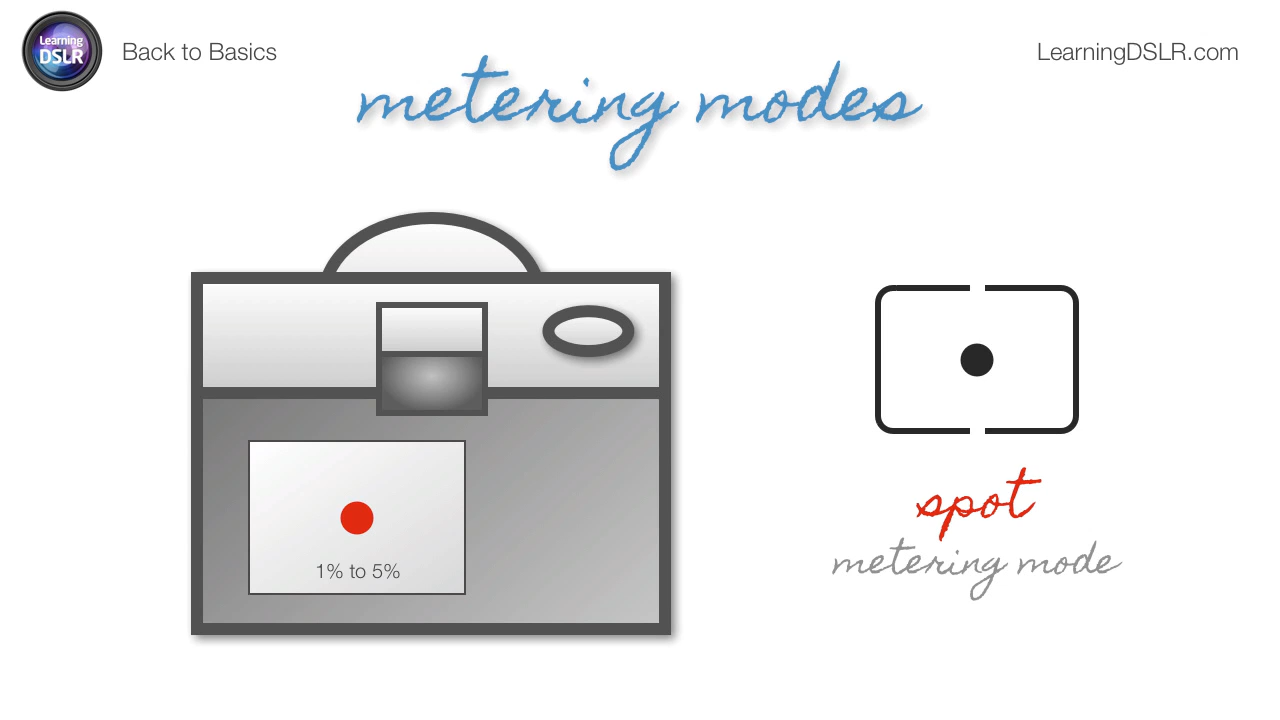 Learning
DSLR
Back to Basics
LearningDSLR.com
metering modes
1% to 5%
spot
metering mode